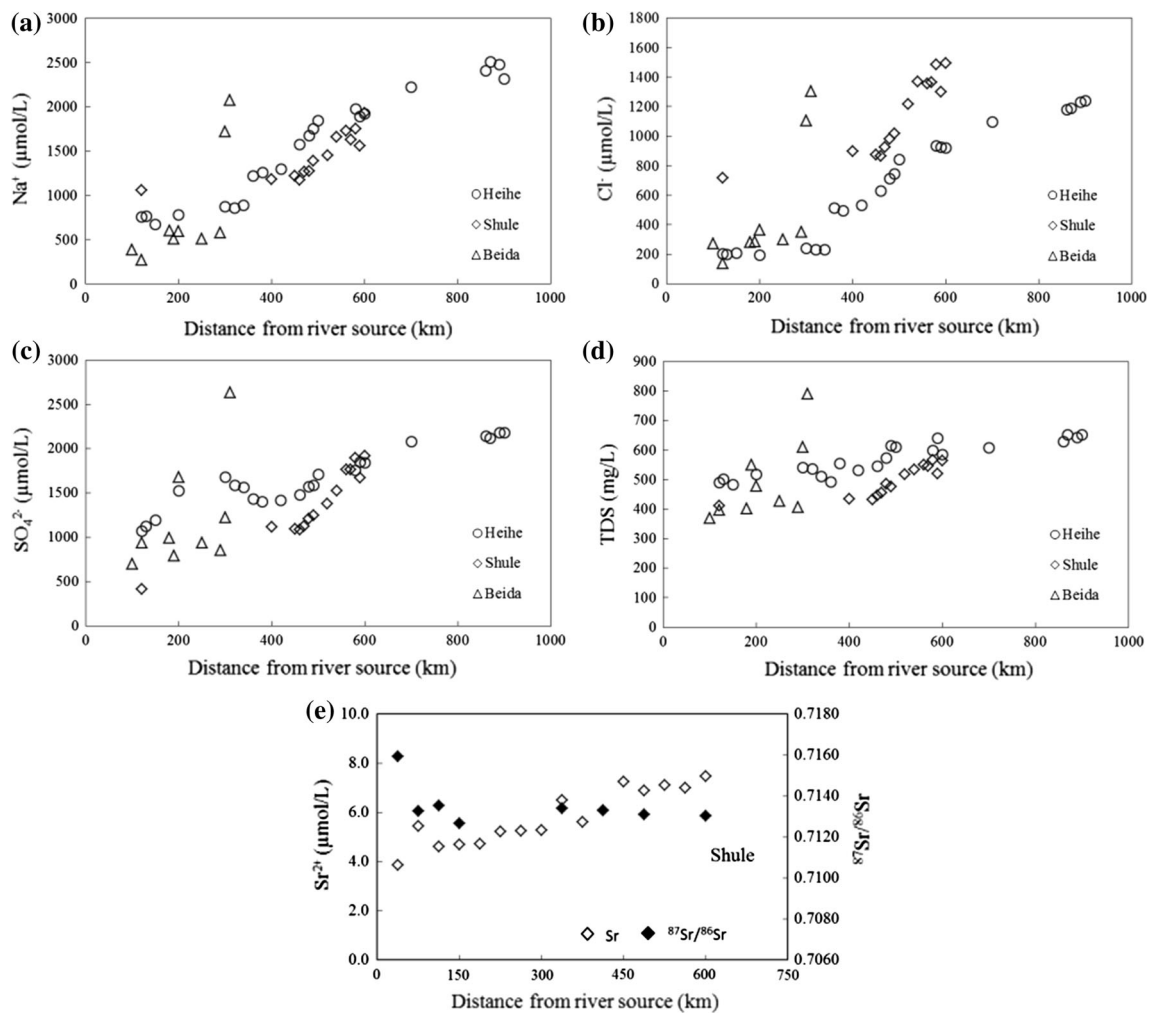 (a)
3000
2500
2000
1500
1000
500
0
Na⁺ (μmol/L)
Heihe
Shule
Beida
0 200 400 600 800 1000
Distance from river source (km)
(b)
1800
1600
1400
1200
1000
800
600
400
200
0
Cl⁻ (μmol/L)
Heihe
Shule
Beida
0 200 400 600 800 1000
Distance from river source (km)
(c)
3000
2500
2000
1500
1000
500
0
SO₄²⁻ (μmol/L)
Heihe
Shule
Beida
0 200 400 600 800 1000
Distance from river source (km)
(d)
900
800
700
600
500
400
300
200
100
0
TDS (mg/L)
Heihe
Shule
Beida
0 200 400 600 800 1000
Distance from river source (km)
(e)
10.0
8.0
6.0
4.0
2.0
0.0
Sr²⁺ (μmol/L)
0.7180
0.7160
0.7140
0.7120
0.7100
0.7080
0.7060
⁸⁷Sr/⁸⁶Sr
Shule
Sr ⁸⁷Sr/⁸⁶Sr
0 150 300 450 600 750
Distance from river source (km)